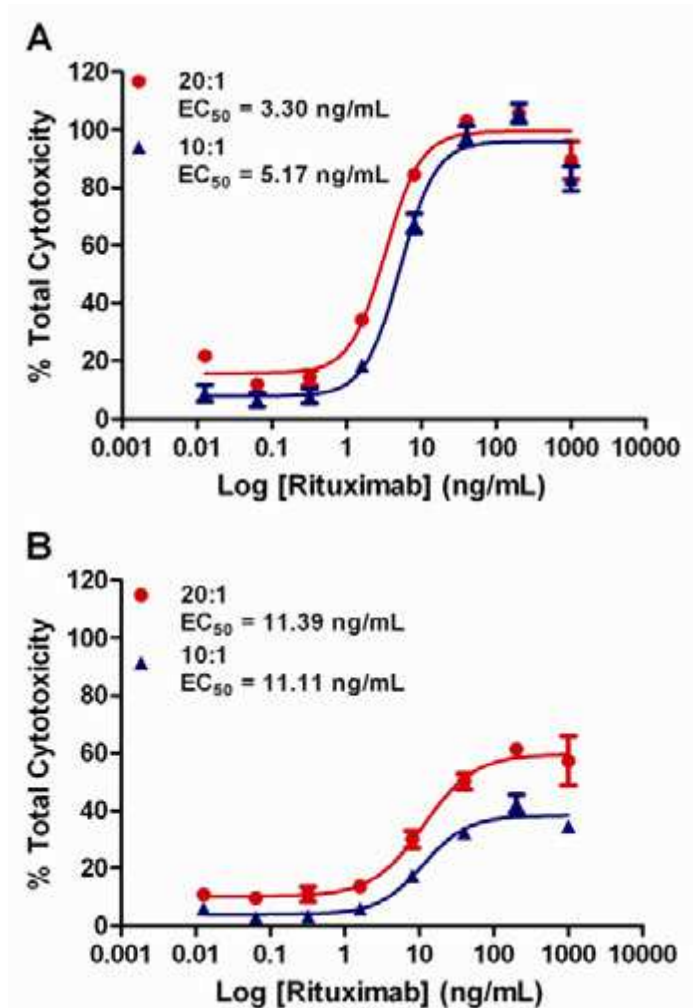 A
120
100
80
60
40
20
0
% Total Cytotoxicity
20:1
EC₅₀ = 3.30 ng/mL
10:1
EC₅₀ = 5.17 ng/mL
0.001 0.01 0.1 1 10 100 1000 10000
Log [Rituximab] (ng/mL)
B
120
100
80
60
40
20
0
% Total Cytotoxicity
20:1
EC₅₀ = 11.39 ng/mL
10:1
EC₅₀ = 11.11 ng/mL
0.001 0.01 0.1 1 10 100 1000 10000
Log [Rituximab] (ng/mL)